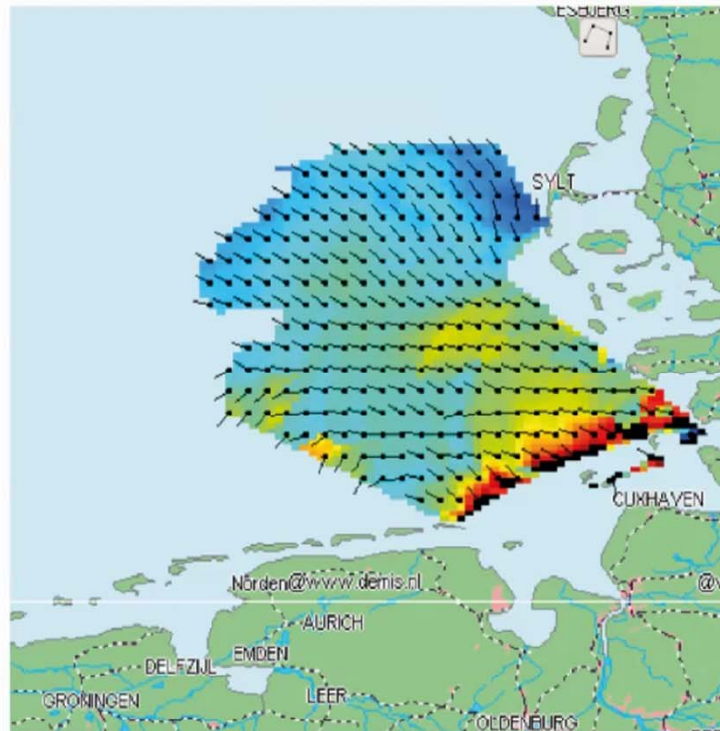 ESBJERG
SYLT
CUXHAVEN
Norden@www.demis.nl
AURICH
EMDEN
DELFZIJL
LEER
GRONINGEN
OLDENBURG